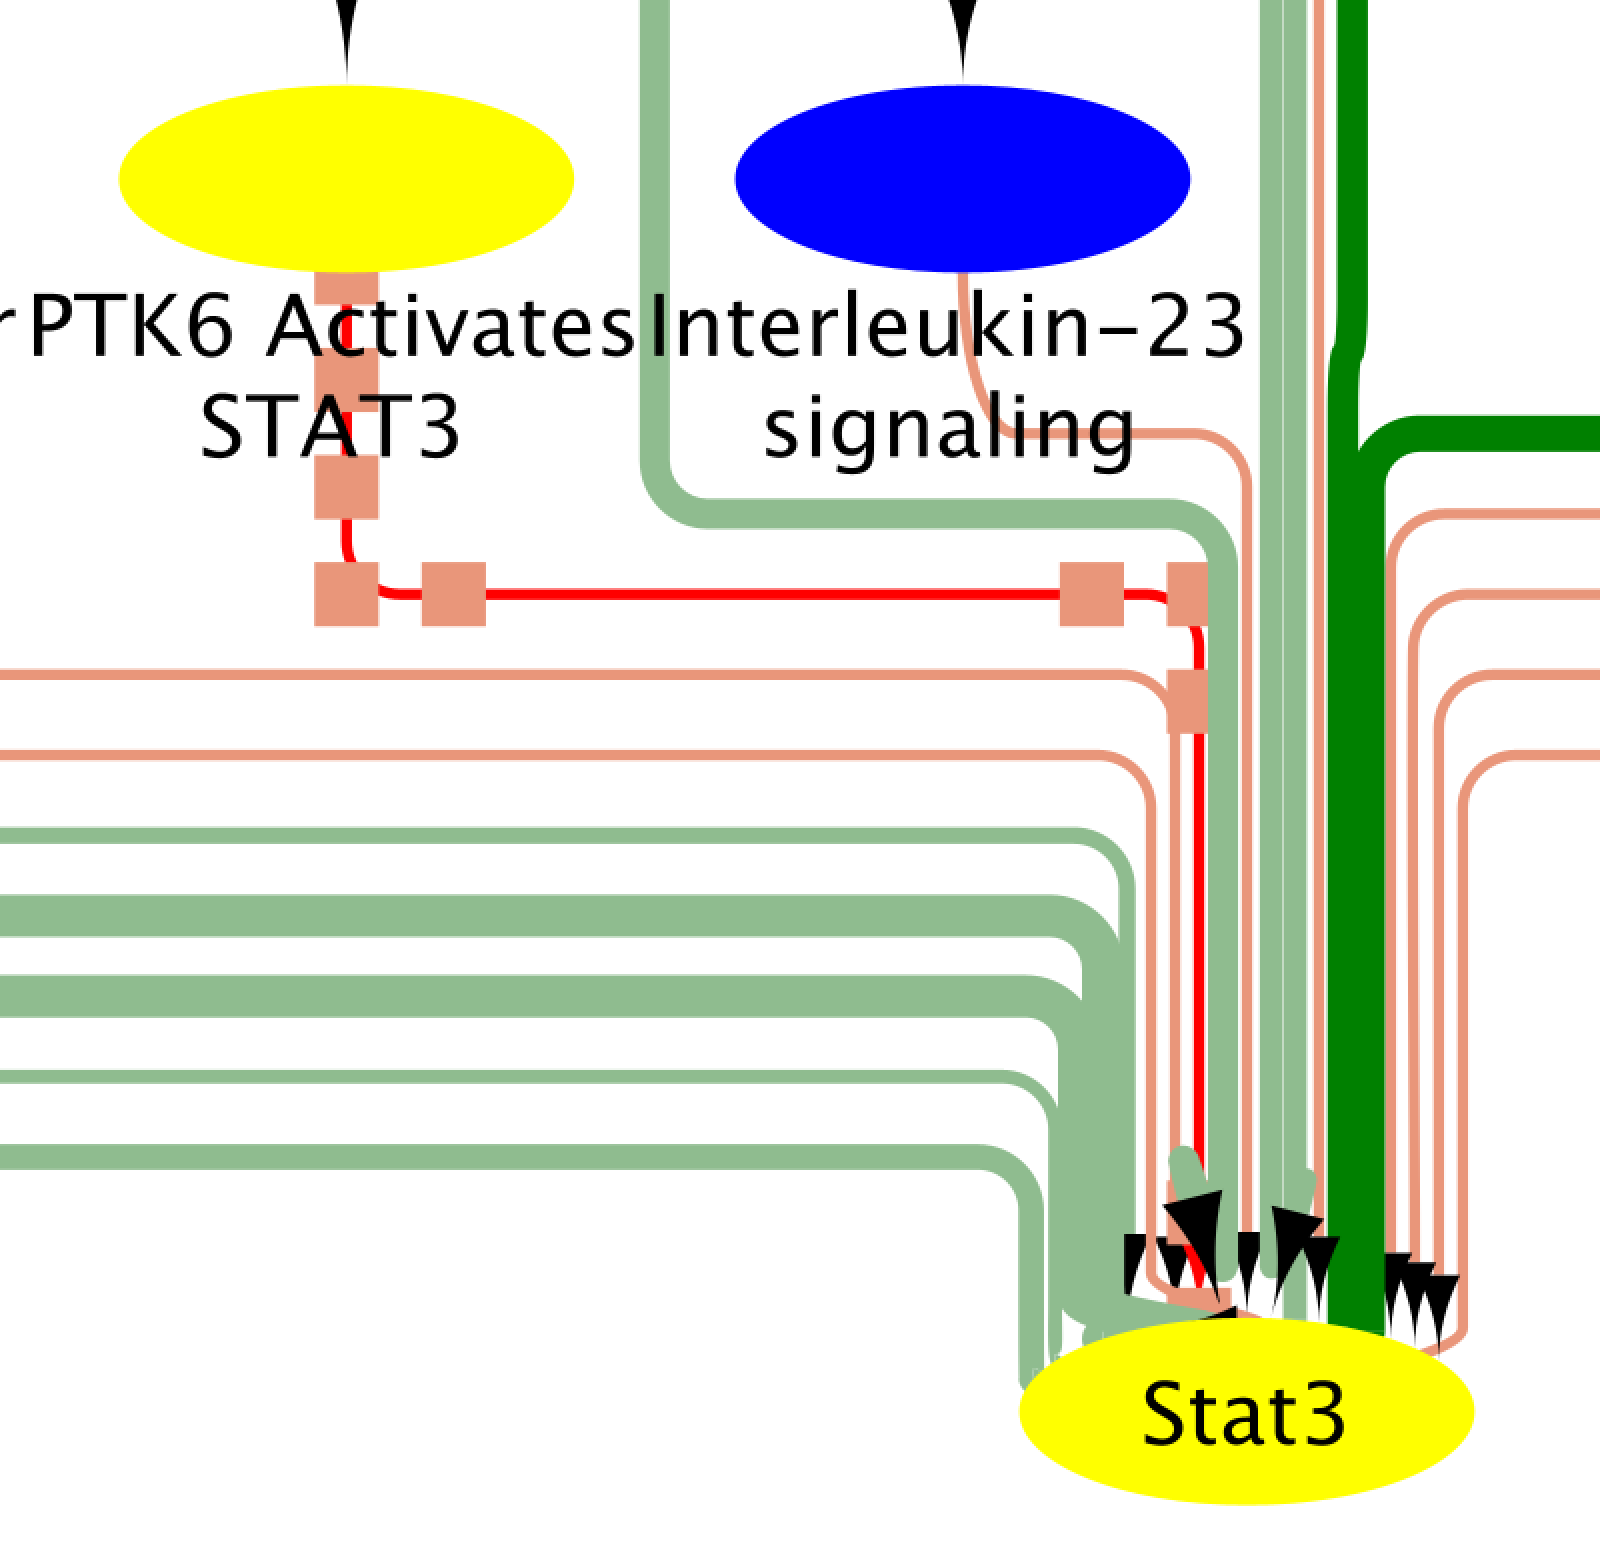 r PTK6 Activates
STAT3
Interleukin-23
signaling
Stat3